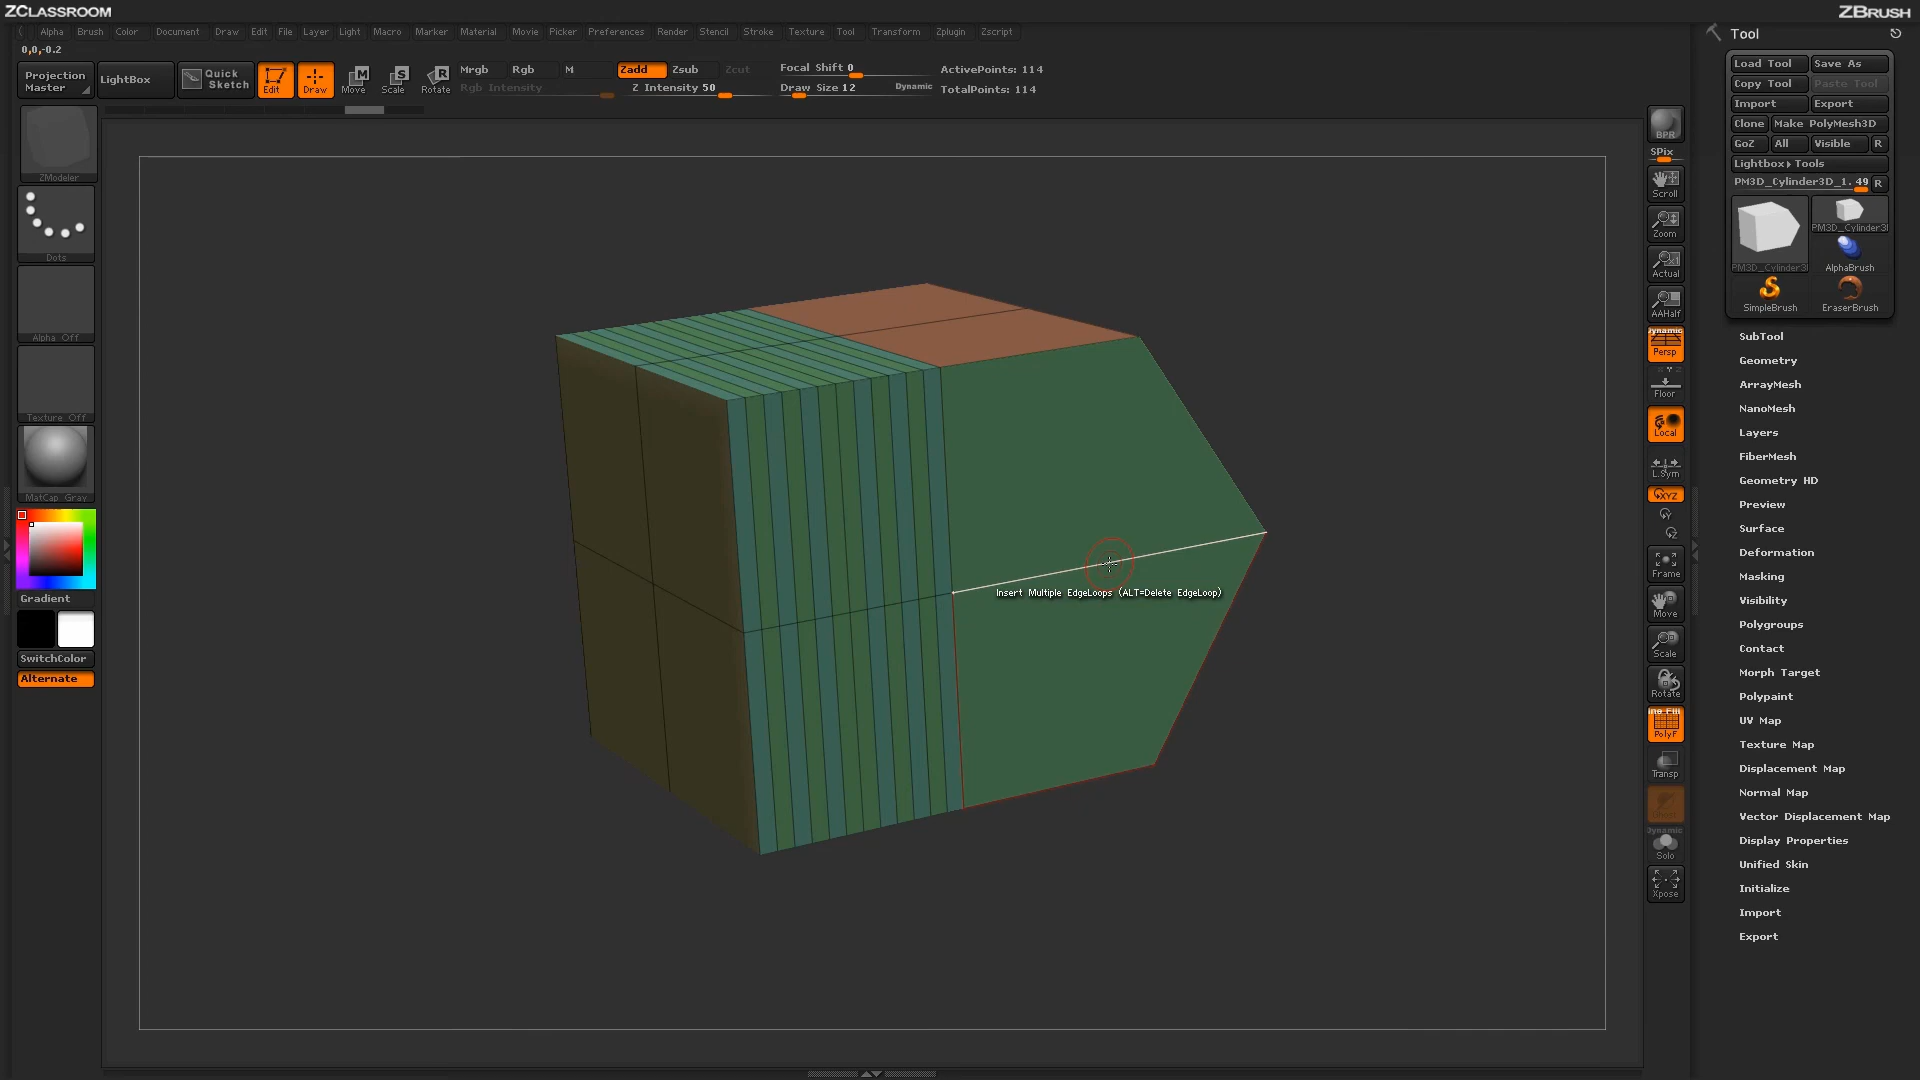 ZCLASSROOM
ZBRUSH
Alpha Brush Color Document Draw Edit File Layer Light Macro Marker Material Movie Picker Preferences Render Stencil Stroke Texture Tool Transform Zplugin Zscript
0,0,-0.2
Projection Master
LightBox
Quick Sketch
Edit
Draw
Move
Scale
Rotate
Mrgb Rgb M
Rgb Intensity
Zadd Zsub Zcut
Z Intensity 50
Focal Shift 0
Draw Size 12 Dynamic
ActivePoints: 114
TotalPoints: 114
ZModeler
Dots
Alpha Off
Texture Off
MatCap Gray
Gradient
SwitchColor
Alternate
Insert Multiple EdgeLoops (ALT=Delete EdgeLoop)
BPR
SPix
Scroll
Zoom
Actual
AAHalf
Dynamic
Persp
Floor
Local
L.Sym
XYZ
Y
Z
Frame
Move
Scale
Rotate
PolyF
Transp
Dynamic
Solo
Xpose
Tool
Load Tool Save As
Copy Tool Paste Tool
Import Export
Clone Make PolyMesh3D
GoZ All Visible R
Lightbox Tools
PM3D_Cylinder3D_1. 49 R
PM3D_Cylinder3
PM3D_Cylinder3
AlphaBrush
SimpleBrush
EraserBrush
SubTool
Geometry
ArrayMesh
NanoMesh
Layers
FiberMesh
Geometry HD
Preview
Surface
Deformation
Masking
Visibility
Polygroups
Contact
Morph Target
Polypaint
UV Map
Texture Map
Displacement Map
Normal Map
Vector Displacement Map
Display Properties
Unified Skin
Initialize
Import
Export